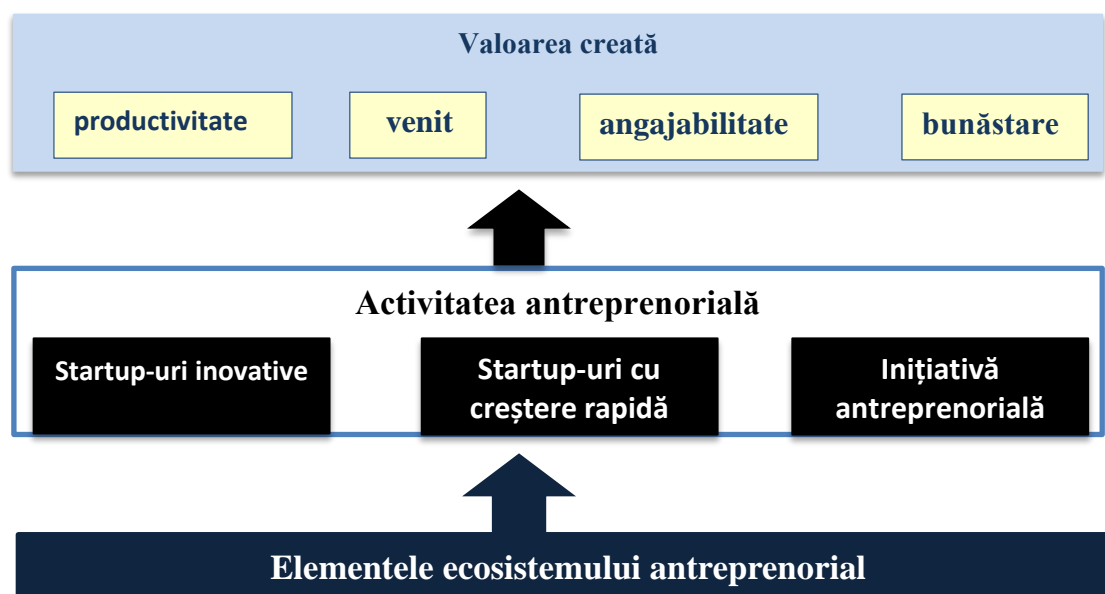 Valoarea creată
productivitate
venit
angajabilitate
bunăstare
Activitatea antreprenorială
Startup-uri inovative
Startup-uri cu
creștere rapidă
Inițiativă
antreprenorială
Elementele ecosistemului antreprenorial